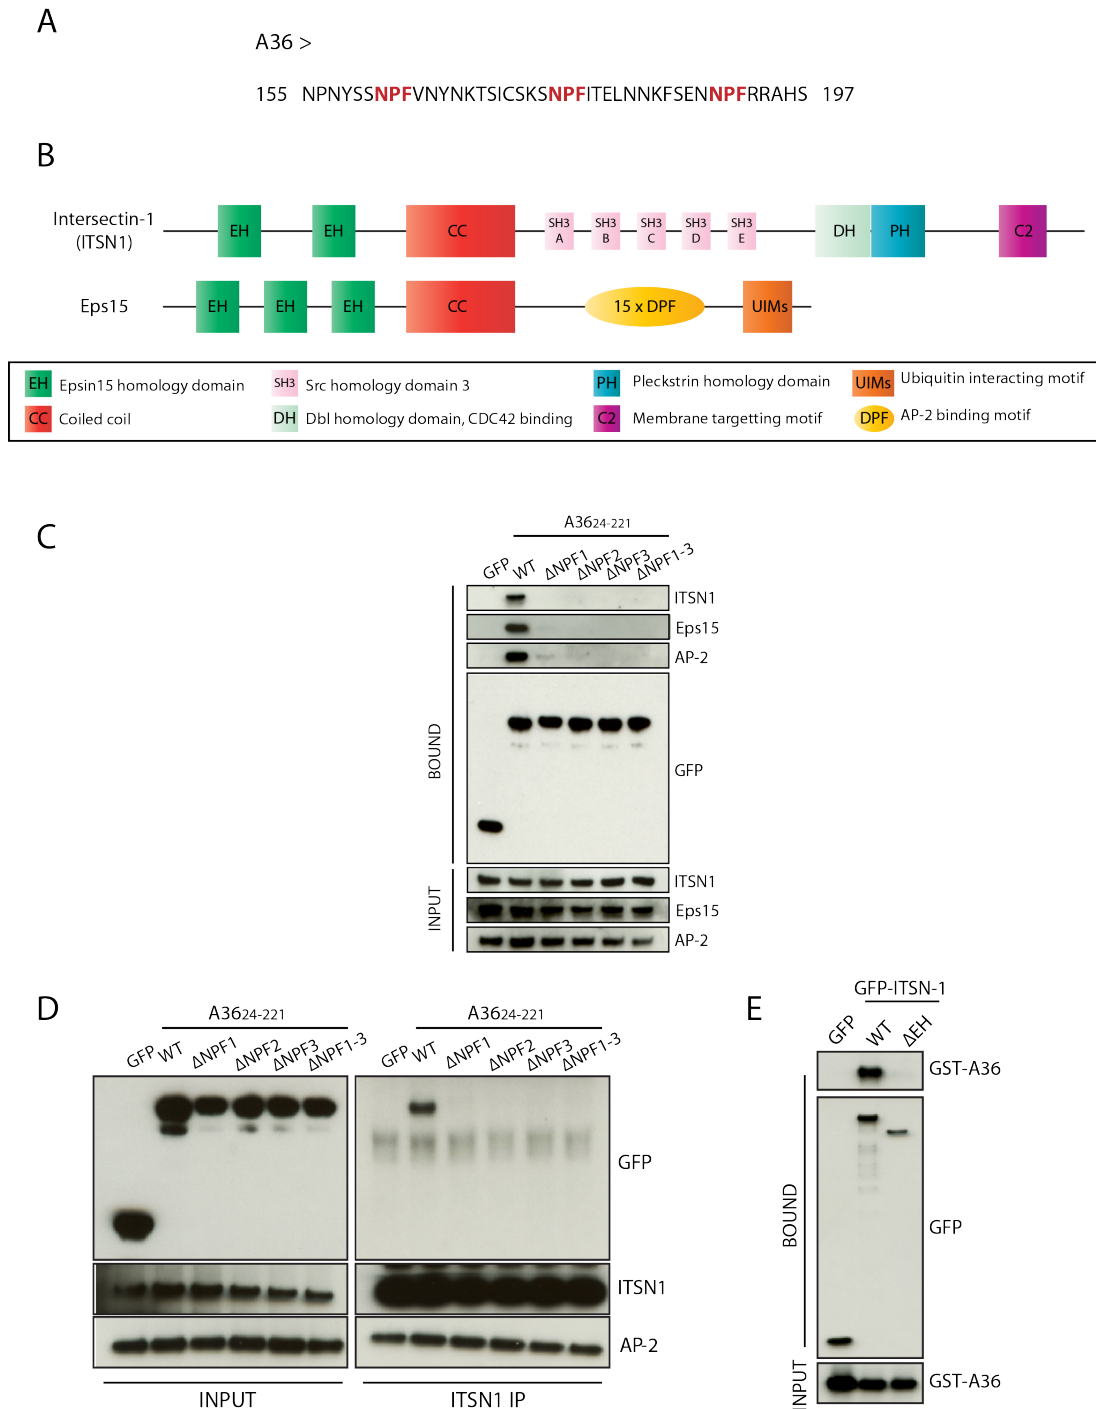 A
A36 >
155 NPNYSSNPFVNYNKTSICSKSNPFITELNNKFSENNPFRRAHS 197
B
Intersectin-1
(ITSN1)
EH EH CC SH3 A SH3 B SH3 C SH3 D SH3 E DH PH C2
Eps15
EH EH EH CC 15 x DPF UIMs
EH Epsin15 homology domain SH3 Src homology domain 3 PH Pleckstrin homology domain UIMs Ubiquitin interacting motif
CC Coiled coil DH Dbl homology domain, CDC42 binding C2 Membrane targetting motif DPF AP-2 binding motif
C
A3624-221
GFP WT ΔNPF1 ΔNPF2 ΔNPF3 ΔNPF1-3
BOUND
ITSN1
Eps15
AP-2
GFP
INPUT
ITSN1
Eps15
AP-2
D
A3624-221 A3624-221
GFP WT ΔNPF1 ΔNPF2 ΔNPF3 ΔNPF1-3 GFP WT ΔNPF1 ΔNPF2 ΔNPF3 ΔNPF1-3
GFP
ITSN1
AP-2
INPUT ITSN1 IP
E
GFP-ITSN-1
GFP WT ΔEH
BOUND
GST-A36
GFP
INPUT
GST-A36